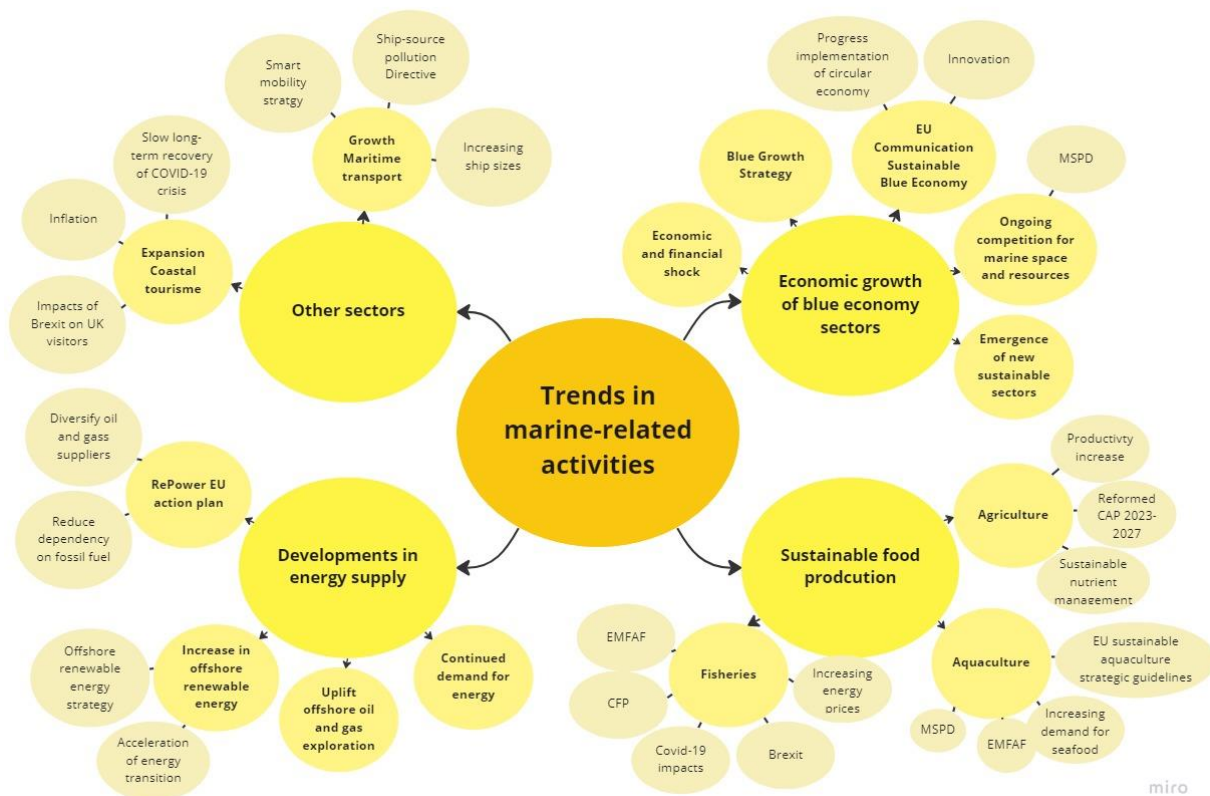 Trends in
marine-related
activities
Other sectors
Growth
Maritime
transport
Smart
mobility
stratgy
Ship-source
pollution
Directive
Increasing
ship sizes
Expansion
Coastal
tourisme
Slow long-
term recovery
of COVID-19
crisis
Inflation
Impacts of
Brexit on UK
visitors
Economic growth
of blue economy
sectors
Economic
and financial
shock
Blue Growth
Strategy
EU
Communication
Sustainable
Blue Economy
Progress
implementation
of circular
economy
Innovation
Ongoing
competition for
marine space
and resources
MSPD
Emergence
of new
sustainable
sectors
Developments in
energy supply
RePower EU
action plan
Diversify oil
and gass
suppliers
Reduce
dependency
on fossil fuel
Increase in
offshore
renewable
energy
Offshore
renewable
energy
strategy
Acceleration
of energy
transition
Uplift
offshore oil
and gas
exploration
Continued
demand for
energy
Sustainable food
prodcution
Agriculture
Productivty
increase
Reformed
CAP 2023-
2027
Sustainable
nutrient
management
Fisheries
EMFAF
CFP
Covid-19
impacts
Brexit
Increasing
energy
prices
Aquaculture
EU sustainable
aquaculture
strategic guidelines
Increasing
demand for
seafood
EMFAF
MSPD
miro